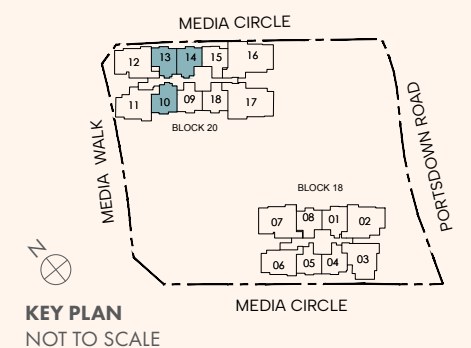 MEDIA CIRCLE
12 13 14 15 16
11 10 09 18 17
BLOCK 20
MEDIA WALK
PORTSDOWN ROAD
BLOCK 18
07 08 01 02
06 05 04 03
MEDIA CIRCLE
N
KEY PLAN
NOT TO SCALE